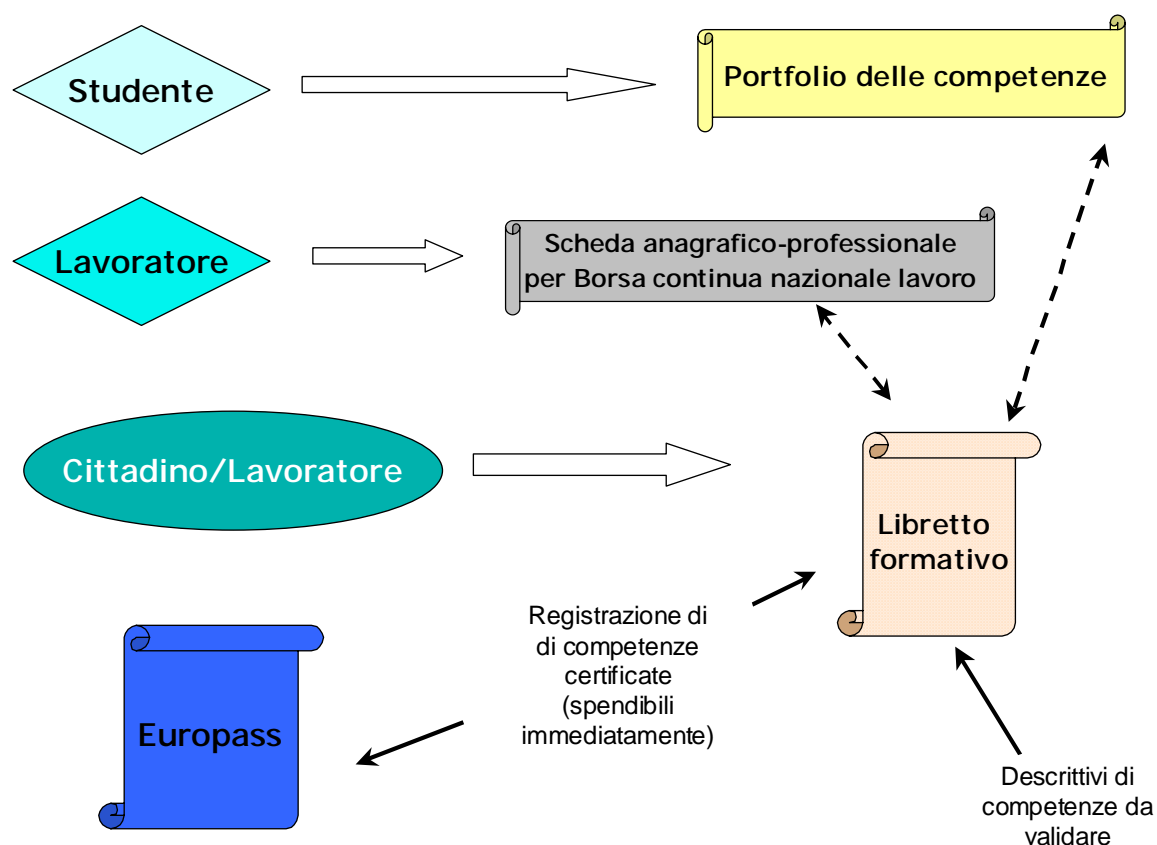 Studente
Portfolio delle competenze
Lavoratore
Scheda anagrafico-professionale
per Borsa continua nazionale lavoro
Cittadino/Lavoratore
Libretto
formativo
Registrazione di
di competenze
certificate
(spendibili
immediatamente)
Europass
Descrittivi di
competenze da
validare